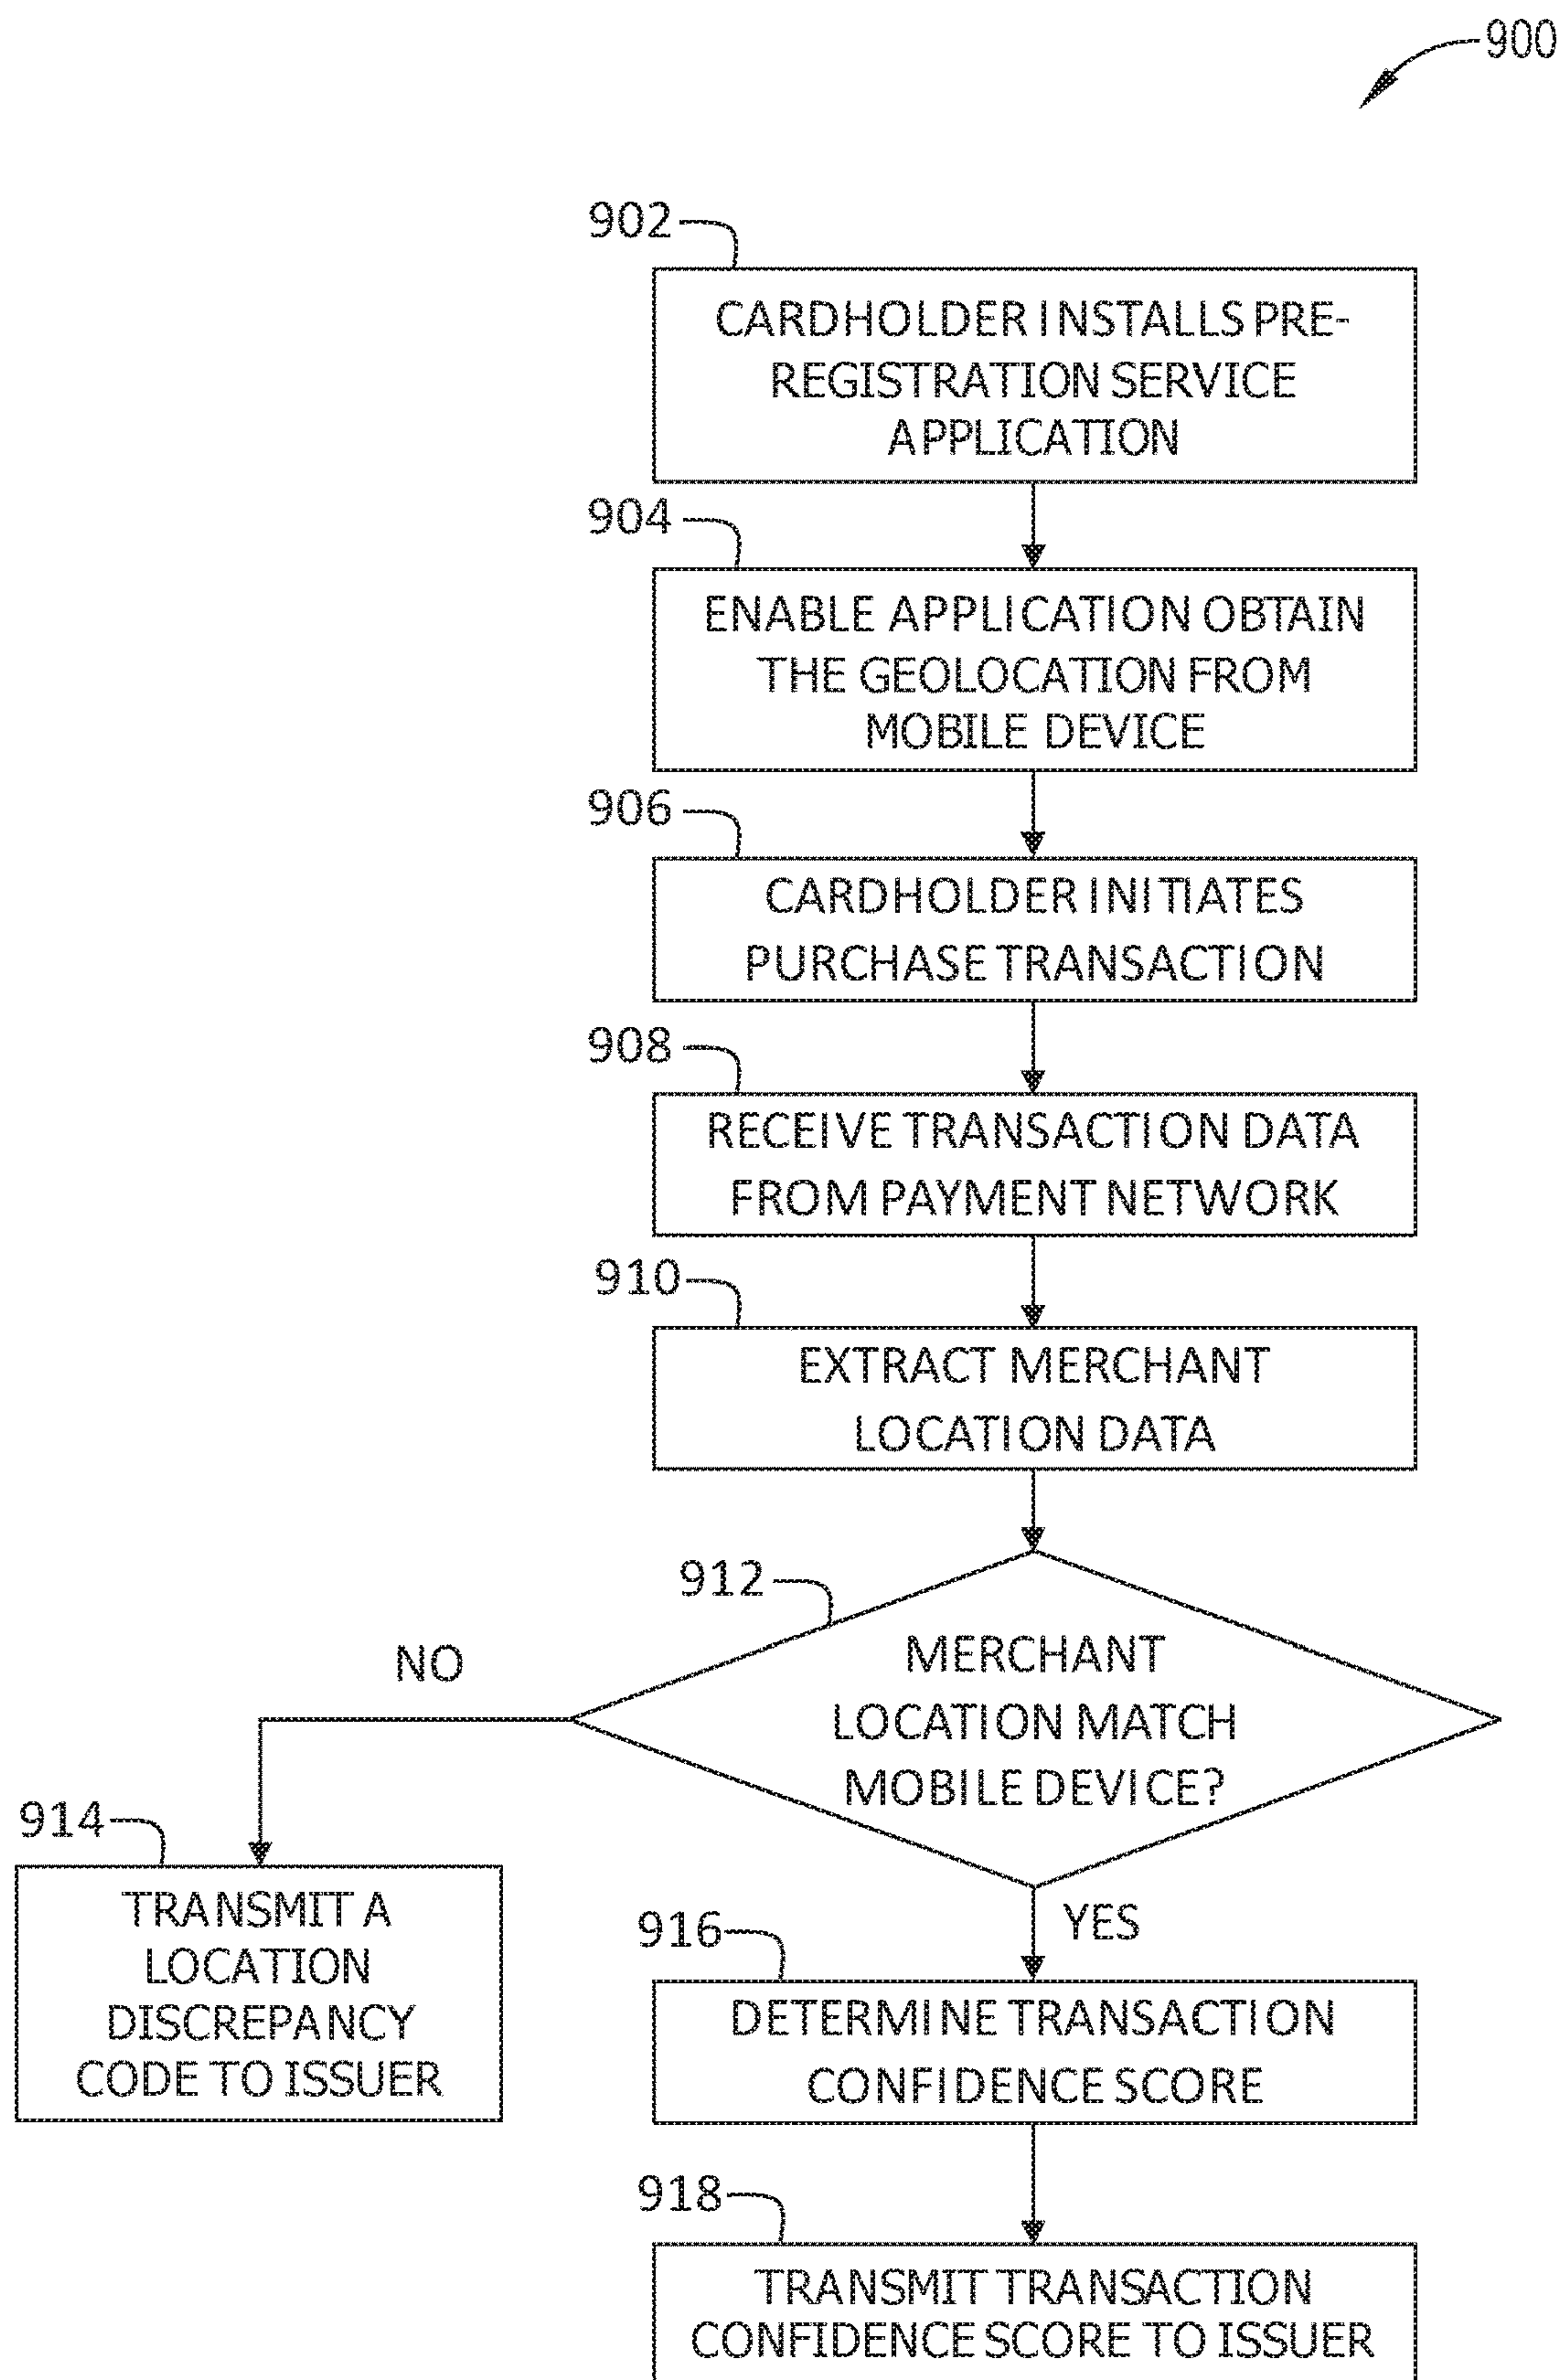 900
902
CARDHOLDER INSTALLS PRE-
REGISTRATION SERVICE
APPLICATION
904
ENABLE APPLICATION OBTAIN
THE GEOLOCATION FROM
MOBILE DEVICE
906
CARDHOLDER INITIATES
PURCHASE TRANSACTION
908
RECEIVE TRANSACTION DATA
FROM PAYMENT NETWORK
910
EXTRACT MERCHANT
LOCATION DATA
912
MERCHANT
LOCATION MATCH
MOBILE DEVICE?
NO
914
TRANSMIT A
LOCATION
DISCREPANCY
CODE TO ISSUER
YES
916
DETERMINE TRANSACTION
CONFIDENCE SCORE
918
TRANSMIT TRANSACTION
CONFIDENCE SCORE TO ISSUER